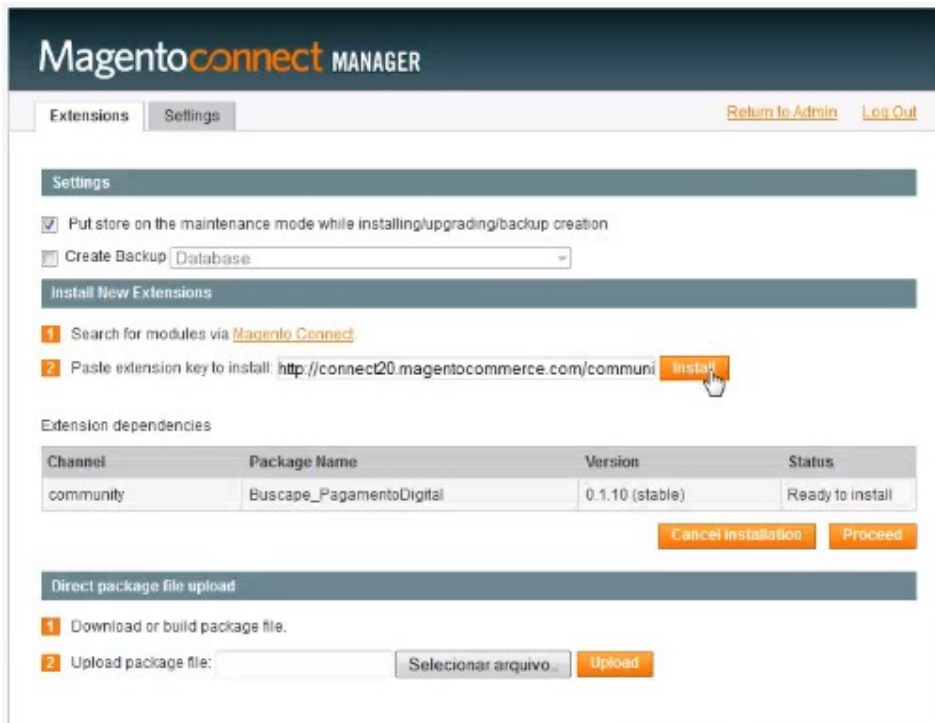 Magentoconnect MANAGER
Extensions Settings Return to Admin Log Out
Settings
Put store on the maintenance mode while installing/upgrading/backup creation
Create Backup Database
Install New Extensions
1 Search for modules via Magento Connect
2 Paste extension key to install: http://connect20.magentocommerce.com/communi Install
Extension dependencies
Channel Package Name Version Status
community Buscape_PagamentoDigital 0.1.10 (stable) Ready to install
Cancel installation Proceed
Direct package file upload
1 Download or build package file.
2 Upload package file: Selecionar arquivo.. Upload